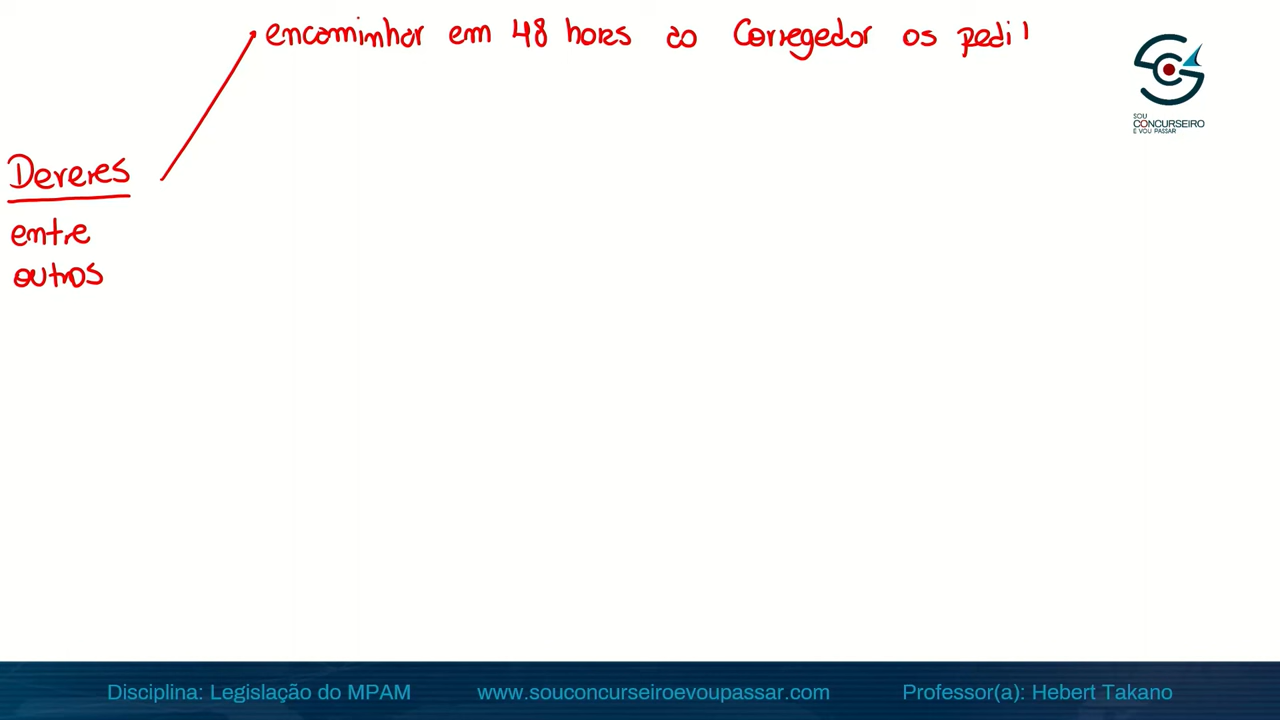 encaminhar em 48 horas ao Corregedor os
SOU
CONCURSEIRO
E VOU PASSAR
Deveres
entre
outros
Disciplina: Legislação do MPAM
www.souconcurseiroevoupassar.com
Professor(a): Hebert Takano